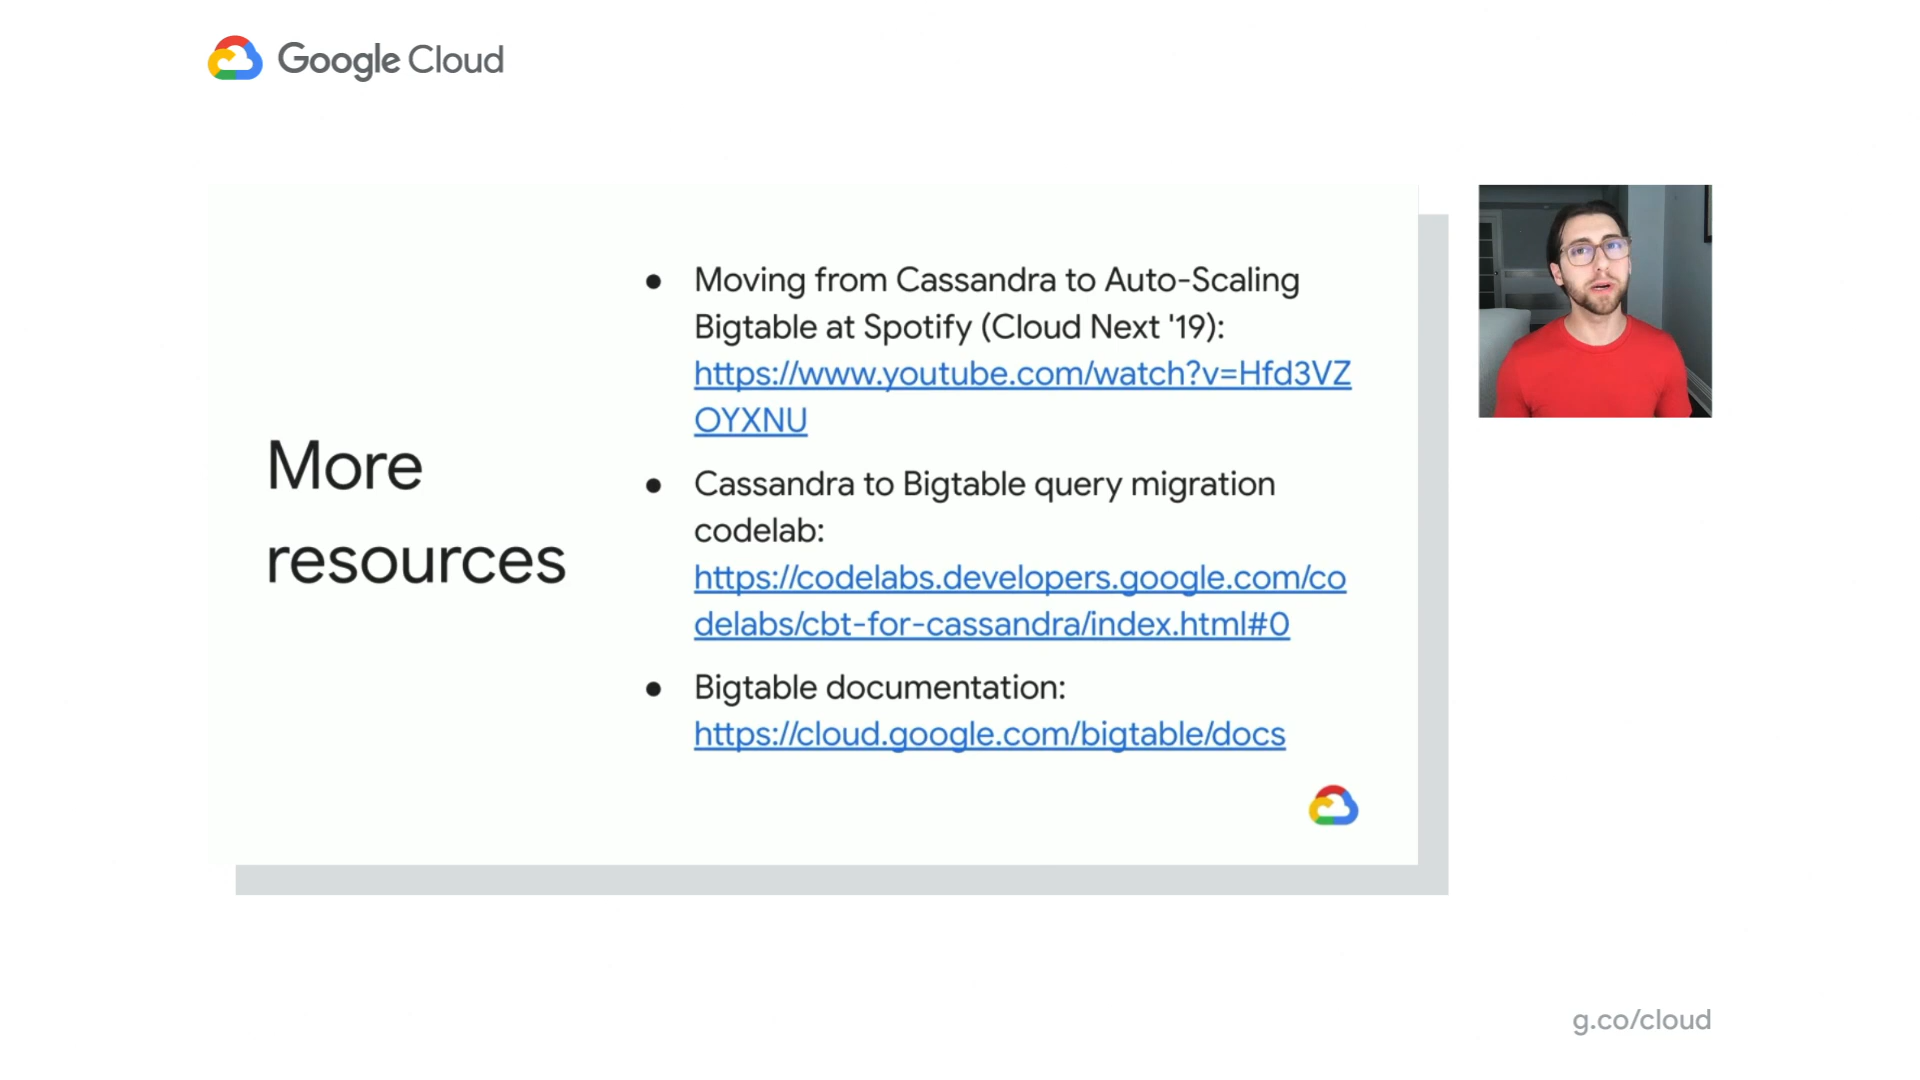 Google Cloud
More
resources
● Moving from Cassandra to Auto-Scaling
Bigtable at Spotify (Cloud Next '19):
https://www.youtube.com/watch?v=Hfd3VZ
OYXNU
● Cassandra to Bigtable query migration
codelab:
https://codelabs.developers.google.com/co
delabs/cbt-for-cassandra/index.html#0
● Bigtable documentation:
https://cloud.google.com/bigtable/docs
g.co/cloud